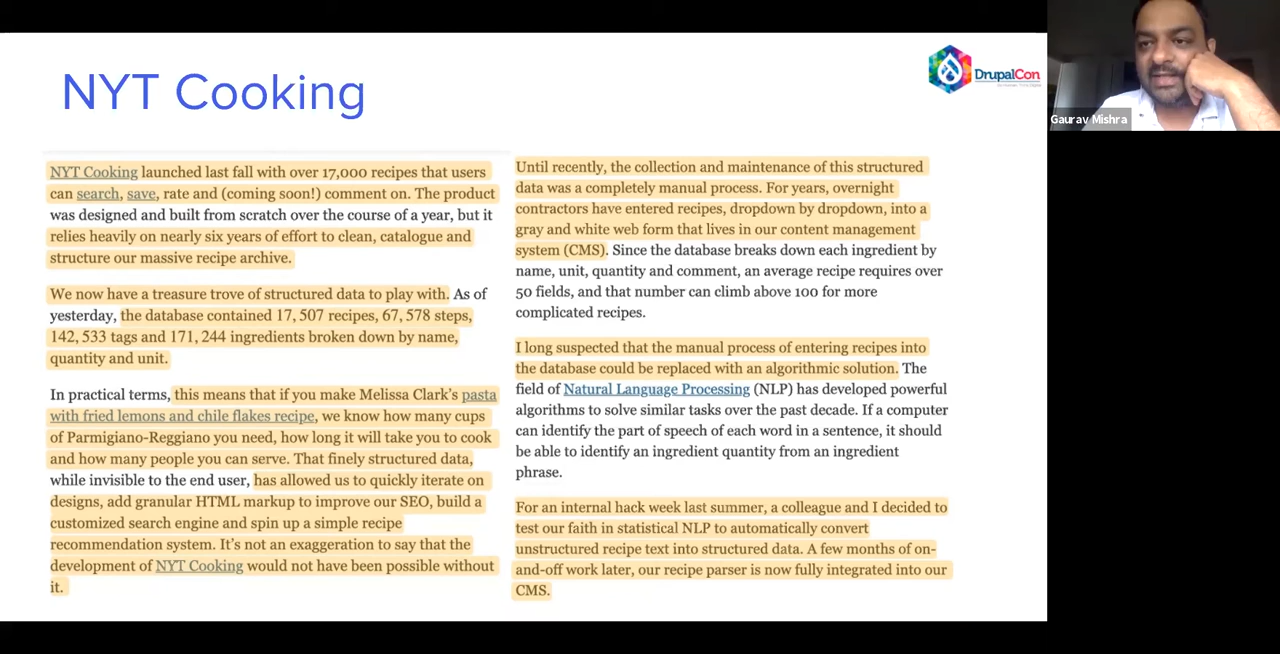 NYT Cooking
DrupalCon
Gaurav Mishra
NYT Cooking launched last fall with over 17,000 recipes that users
can search, save, rate and (coming soon!) comment on. The product
was designed and built from scratch over the course of a year, but it
relies heavily on nearly six years of effort to clean, catalogue and
structure our massive recipe archive.
We now have a treasure trove of structured data to play with. As of
yesterday, the database contained 17,507 recipes, 67,578 steps,
142,533 tags and 171,244 ingredients broken down by name,
quantity and unit.
In practical terms, this means that if you make Melissa Clark's pasta
with fried lemons and chile flakes recipe, we know how many cups
of Parmigiano-Reggiano you need, how long it will take you to cook
and how many people you can serve. That finely structured data,
while invisible to the end user, has allowed us to quickly iterate on
designs, add granular HTML markup to improve our SEO, build a
customized search engine and spin up a simple recipe
recommendation system. It's not an exaggeration to say that the
development of NYT Cooking would not have been possible without
it.
Until recently, the collection and maintenance of this structured
data was a completely manual process. For years, overnight
contractors have entered recipes, dropdown by dropdown, into a
gray and white web form that lives in our content management
system (CMS). Since the database breaks down each ingredient by
name, unit, quantity and comment, an average recipe requires over
50 fields, and that number can climb above 100 for more
complicated recipes.
I long suspected that the manual process of entering recipes into
the database could be replaced with an algorithmic solution. The
field of Natural Language Processing (NLP) has developed powerful
algorithms to solve similar tasks over the past decade. If a computer
can identify the part of speech of each word in a sentence, it should
be able to identify an ingredient quantity from an ingredient
phrase.
For an internal hack week last summer, a colleague and I decided to
test our faith in statistical NLP to automatically convert
unstructured recipe text into structured data. A few months of on-
and-off work later, our recipe parser is now fully integrated into our
CMS.